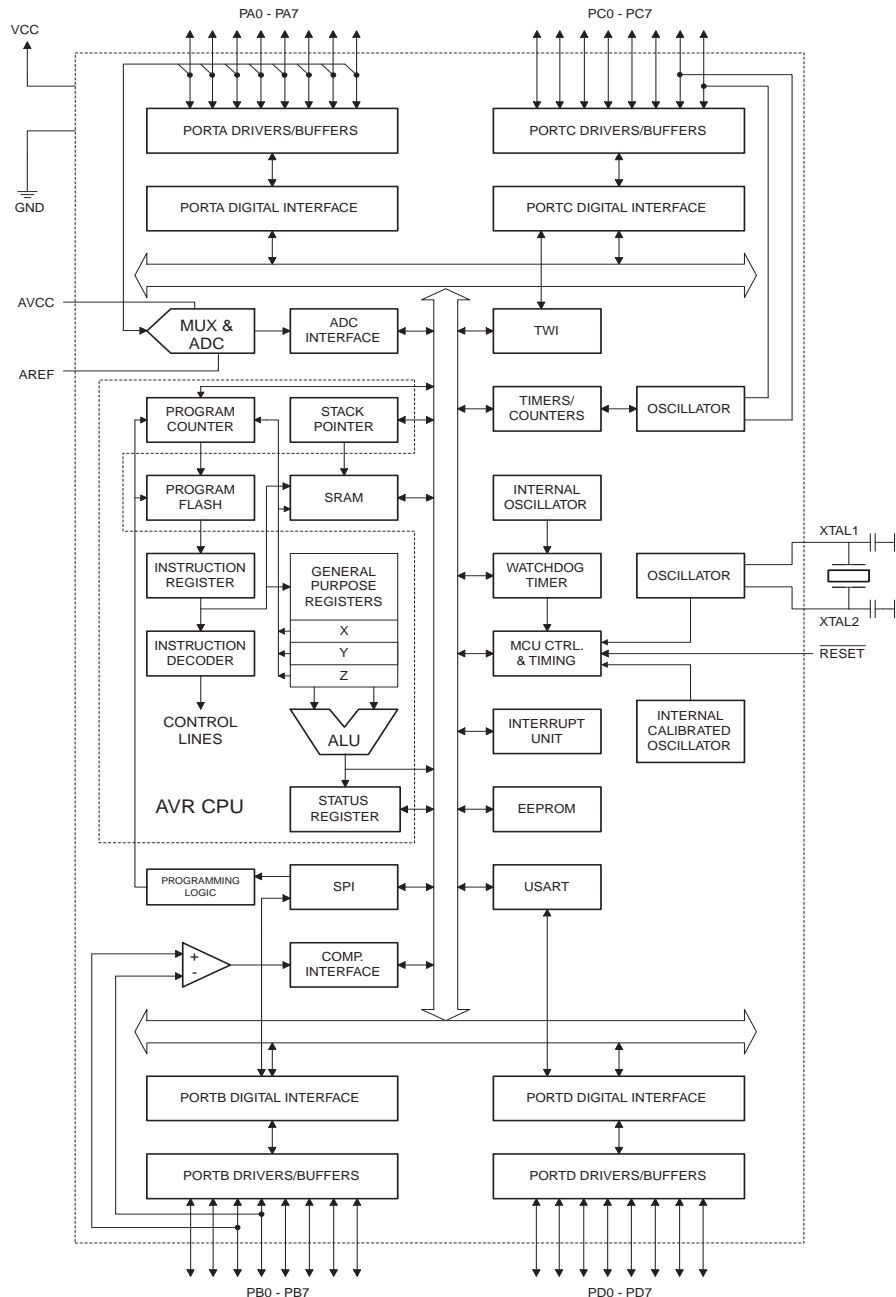 PA0 - PA7
PC0 - PC7
VCC
PORTA DRIVERS/BUFFERS
PORTC DRIVERS/BUFFERS
PORTA DIGITAL INTERFACE
PORTC DIGITAL INTERFACE
GND
AVCC
MUX &
ADC
ADC
INTERFACE
TWI
AREF
PROGRAM
COUNTER
STACK
POINTER
TIMERS/
COUNTERS
OSCILLATOR
PROGRAM
FLASH
SRAM
INTERNAL
OSCILLATOR
XTAL1
INSTRUCTION
REGISTER
GENERAL
PURPOSE
REGISTERS
WATCHDOG
TIMER
OSCILLATOR
XTAL2
X
INSTRUCTION
DECODER
Y
MCU CTRL.
& TIMING
RESET
Z
CONTROL
LINES
ALU
INTERRUPT
UNIT
INTERNAL
CALIBRATED
OSCILLATOR
AVR CPU
STATUS
REGISTER
EEPROM
PROGRAMMING
LOGIC
SPI
USART
+
-
COMP.
INTERFACE
PORTB DIGITAL INTERFACE
PORTD DIGITAL INTERFACE
PORTB DRIVERS/BUFFERS
PORTD DRIVERS/BUFFERS
PB0 - PB7
PD0 - PD7